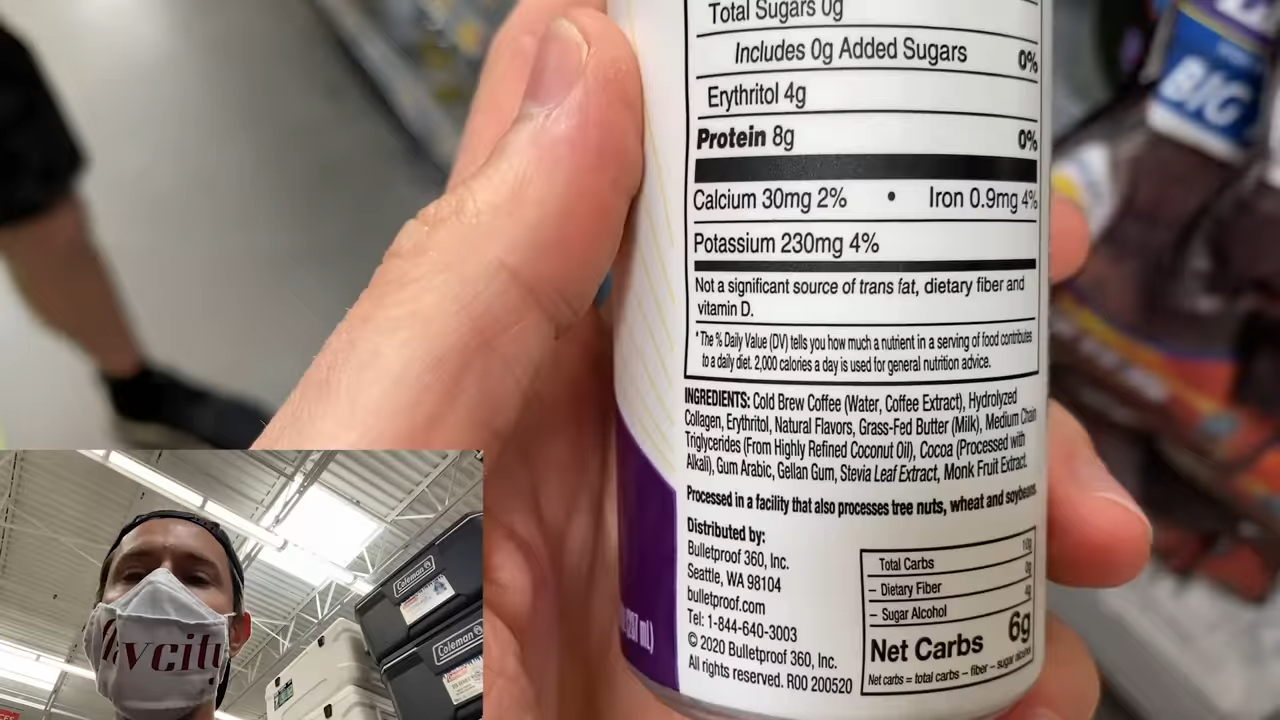 Total Sugars 0g
Includes 0g Added Sugars 0%
Erythritol 4g
Protein 8g 0%
Calcium 30mg 2% • Iron 0.9mg 4%
Potassium 230mg 4%
Not a significant source of trans fat, dietary fiber and
vitamin D.
*The % Daily Value (DV) tells you how much a nutrient in a serving of food contributes
to a daily diet. 2,000 calories a day is used for general nutrition advice.
INGREDIENTS: Cold Brew Coffee (Water, Coffee Extract), Hydrolyzed
Collagen, Erythritol, Natural Flavors, Grass-Fed Butter (Milk), Medium Chain
Triglycerides (From Highly Refined Coconut Oil), Cocoa (Processed with
Alkali), Gum Arabic, Gellan Gum, Stevia Leaf Extract, Monk Fruit Extract.
Processed in a facility that also processes tree nuts, wheat and soybeans.
Distributed by:
Bulletproof 360, Inc.
Seattle, WA 98104
bulletproof.com
Tel: 1-844-640-3003
© 2020 Bulletproof 360, Inc.
All rights reserved. R00 200520
Total Carbs 10g
– Dietary Fiber 0g
– Sugar Alcohol 4g
Net Carbs 6g
Net carbs = total carbs – fiber – sugar alcohol
BIG
Coleman
Coleman